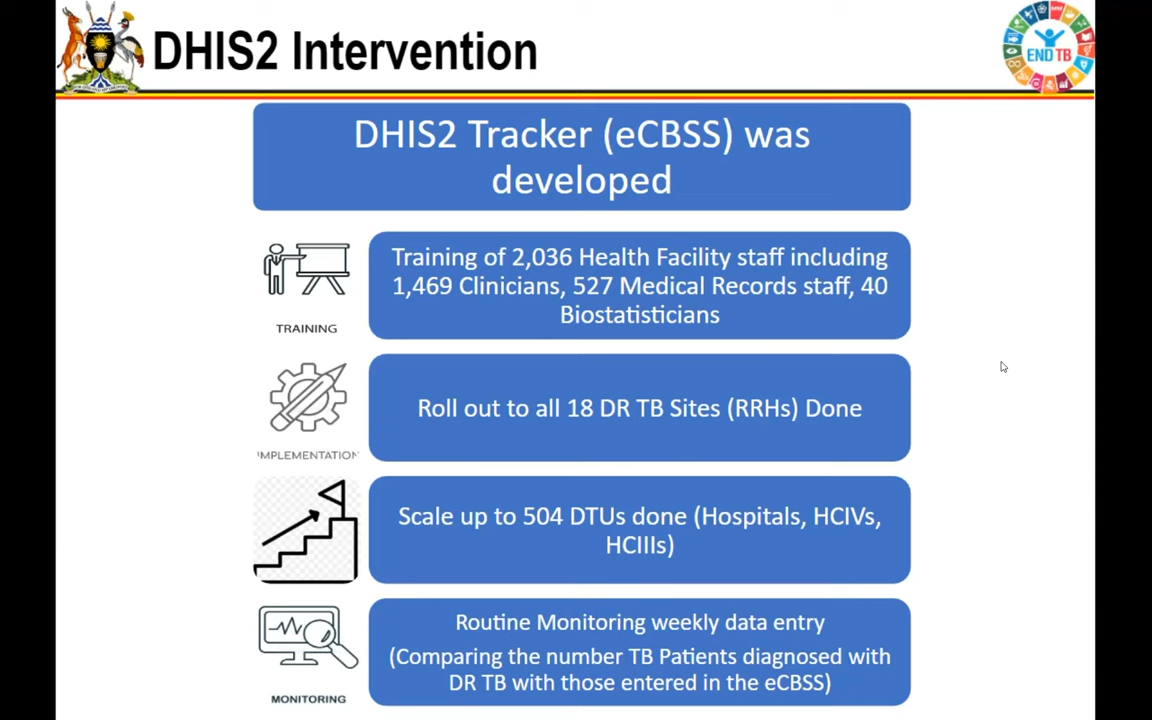 DHIS2 Intervention
END TB
DHIS2 Tracker (eCBSS) was
developed
TRAINING
Training of 2,036 Health Facility staff including
1,469 Clinicians, 527 Medical Records staff, 40
Biostatisticians
IMPLEMENTATION
Roll out to all 18 DR TB Sites (RRHs) Done
Scale up to 504 DTUs done (Hospitals, HCIVs,
HCIIIs)
MONITORING
Routine Monitoring weekly data entry
(Comparing the number TB Patients diagnosed with
DR TB with those entered in the eCBSS)